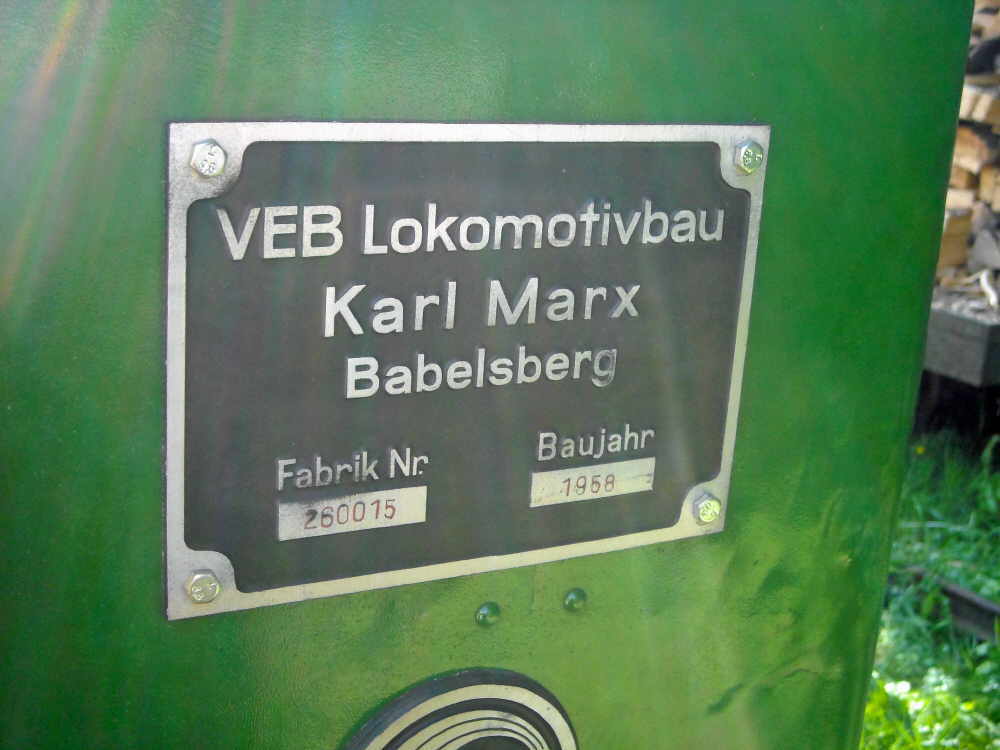 VEB Lokomotivbau
Karl Marx
Babelsberg
Fabrik Nr. Baujahr
260015 1958